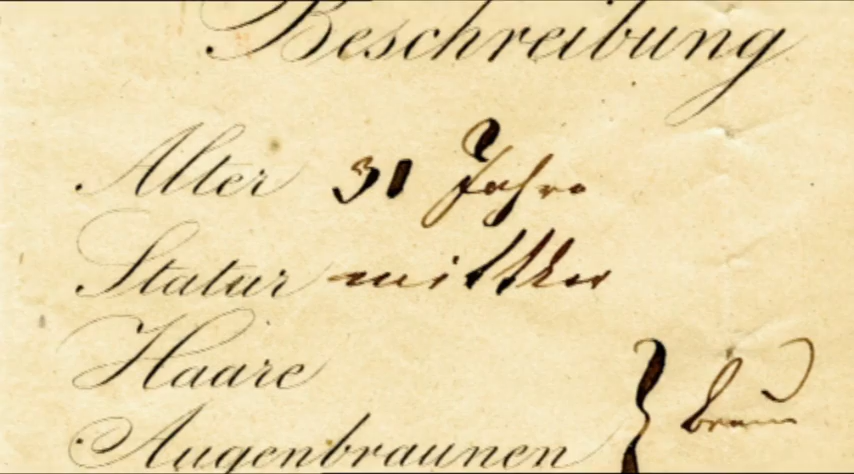 Beschreibung
Alter 31 Jahre
Statur mittler
Haare
Augenbraunen } braun